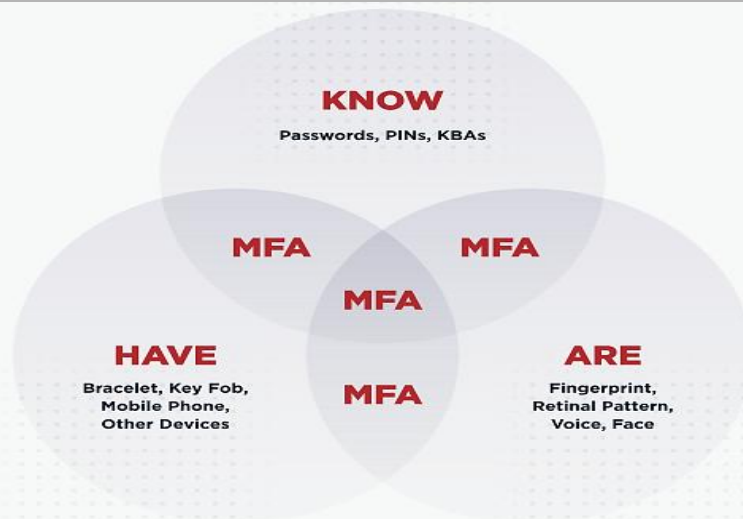 KNOW
Passwords, PINs, KBAs
MFA
MFA
MFA
HAVE
Bracelet, Key Fob,
Mobile Phone,
Other Devices
MFA
ARE
Fingerprint,
Retinal Pattern,
Voice, Face